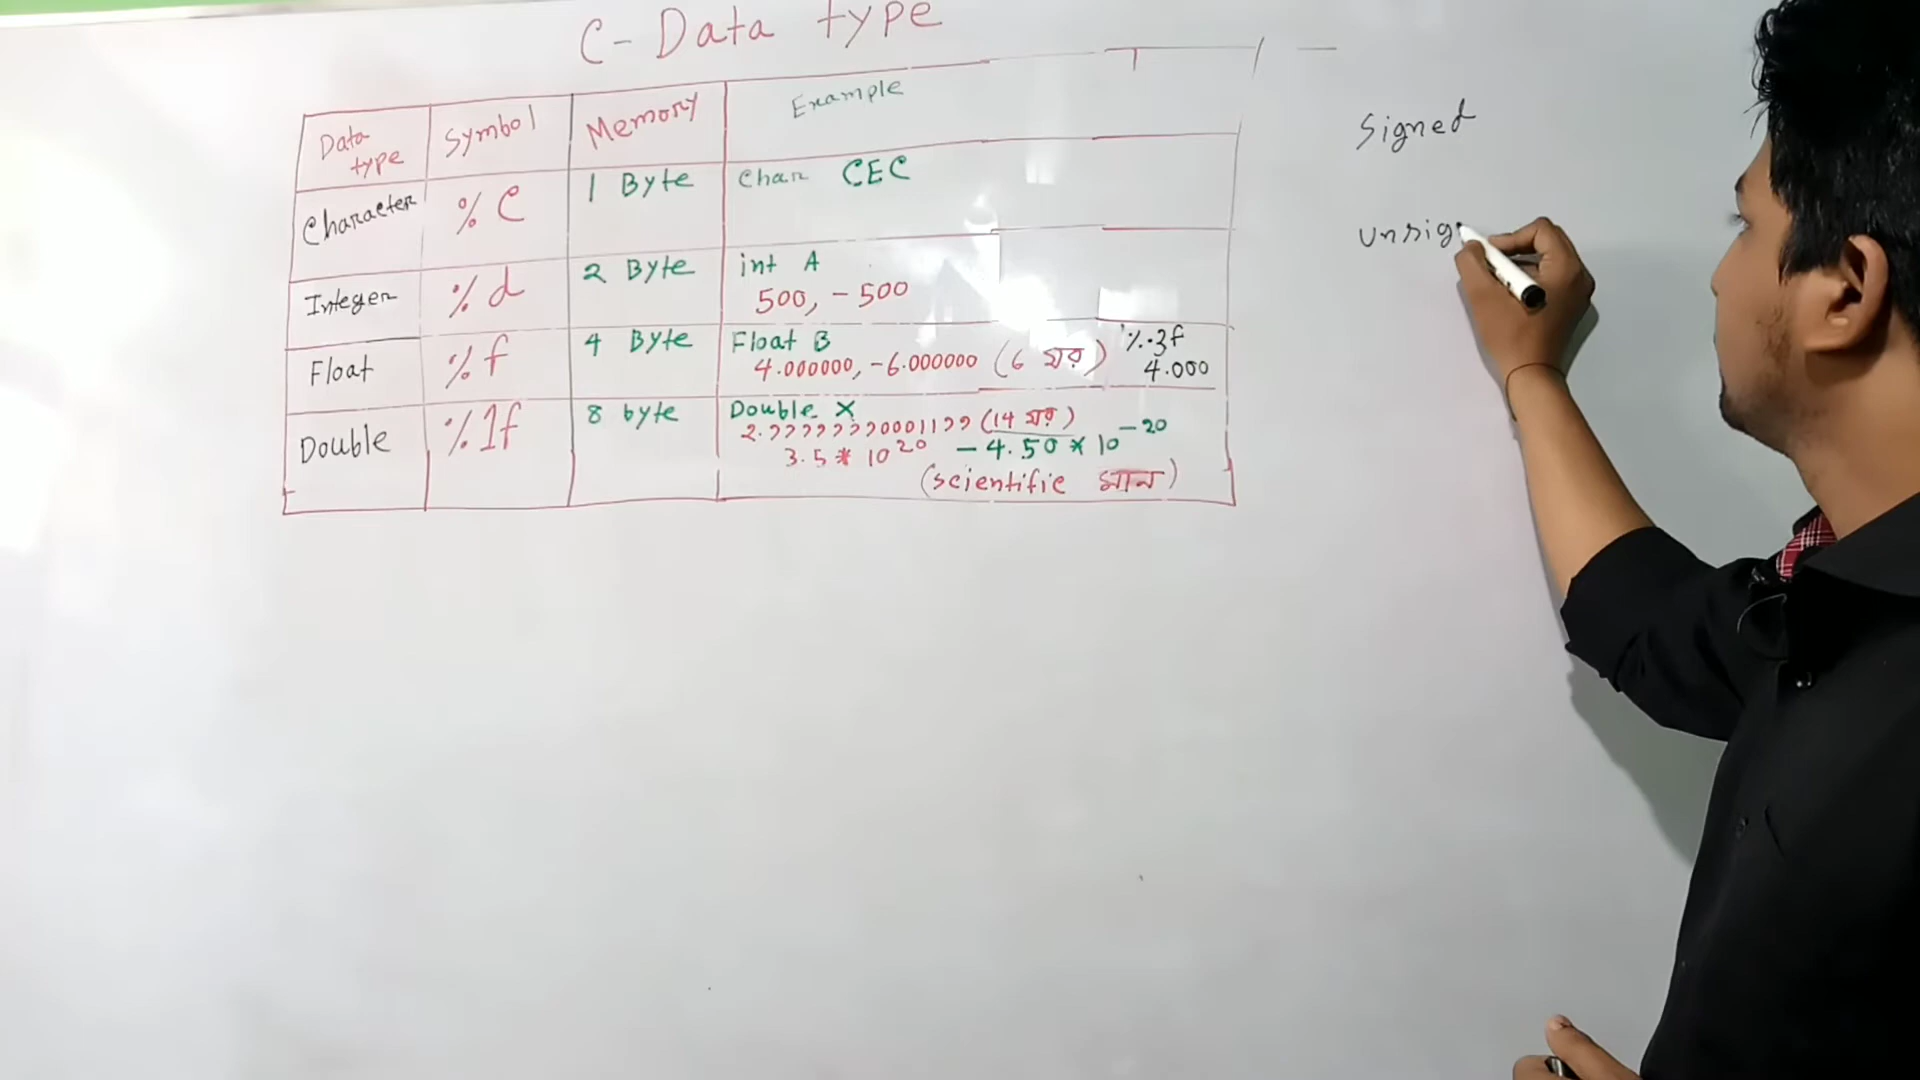 C- Data type
Data type Symbol Memory Example
Character %C 1 Byte Char CEC
Integer %d 2 Byte int A
500, -500
Float %f 4 Byte Float B %.3f
4.000000, -6.000000 (6 ঘর) 4.000
Double %lf 8 byte Double X
(14 ঘর)
3.5 * 10^20 -4.50 * 10^-20
(scientific মান)
Signed
unsig